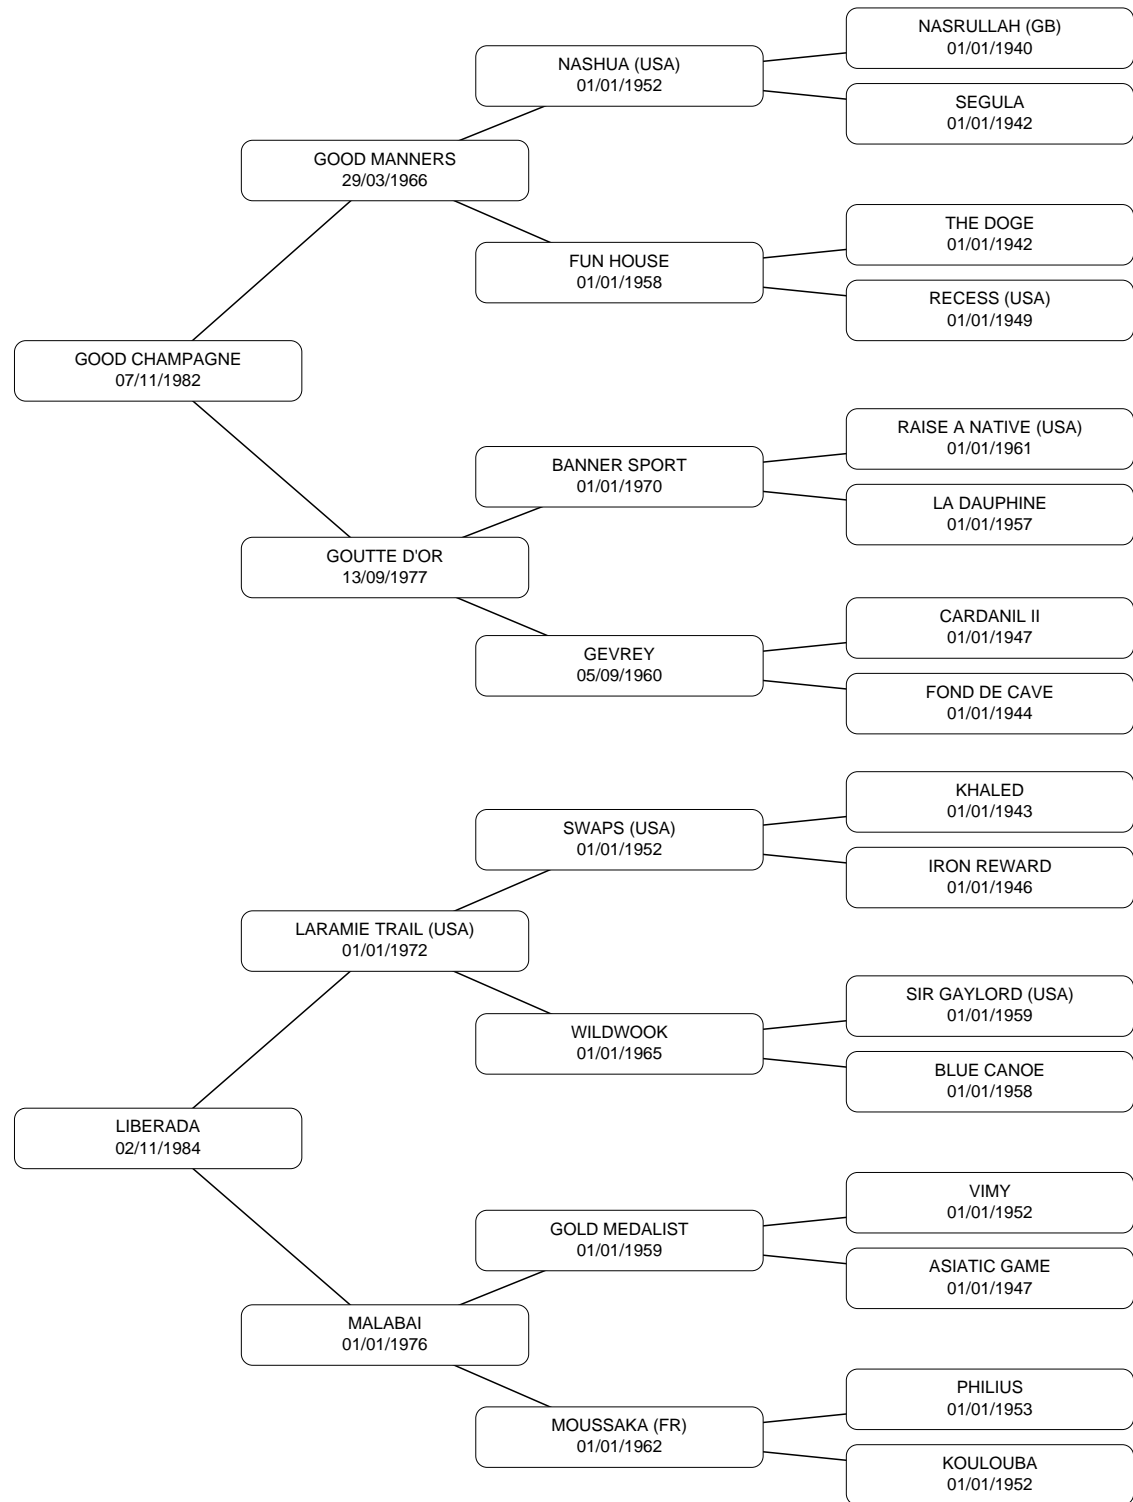 NASRULLAH (GB)
01/01/1940
NASHUA (USA)
01/01/1952
SEGULA
01/01/1942
GOOD MANNERS
29/03/1966
THE DOGE
01/01/1942
FUN HOUSE
01/01/1958
RECESS (USA)
01/01/1949
GOOD CHAMPAGNE
07/11/1982
RAISE A NATIVE (USA)
01/01/1961
BANNER SPORT
01/01/1970
LA DAUPHINE
01/01/1957
GOUTTE D'OR
13/09/1977
CARDANIL II
01/01/1947
GEVREY
05/09/1960
FOND DE CAVE
01/01/1944
KHALED
01/01/1943
SWAPS (USA)
01/01/1952
IRON REWARD
01/01/1946
LARAMIE TRAIL (USA)
01/01/1972
SIR GAYLORD (USA)
01/01/1959
WILDWOOK
01/01/1965
BLUE CANOE
01/01/1958
LIBERADA
02/11/1984
VIMY
01/01/1952
GOLD MEDALIST
01/01/1959
ASIATIC GAME
01/01/1947
MALABAI
01/01/1976
PHILIUS
01/01/1953
MOUSSAKA (FR)
01/01/1962
KOULOUBA
01/01/1952